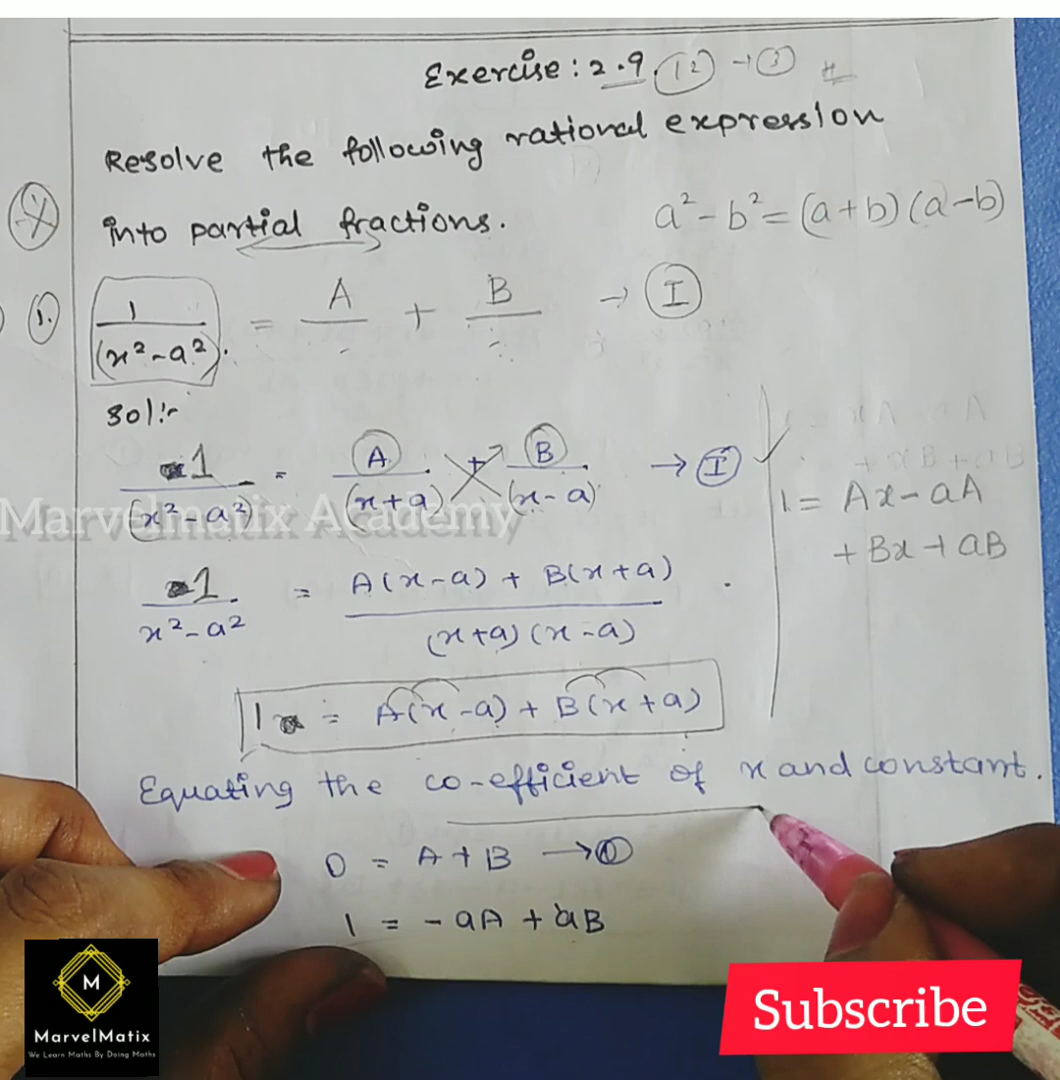 Exercise : 2.9 (12) → (3)
Resolve the following rational expression
into partial fractions.
a² - b² = (a+b) (a-b)
1. 1/(x²-a²). = A/ + B/ → (I)
Sol:-
1/(x²-a²) = A/(x+a) + B/(x-a) → (I)
Marvelmatix Academy
1/x²-a² = A(x-a) + B(x+a)/(x+a)(x-a)
1 = A(x-a) + B(x+a)
1 = Ax - aA
+ Bx + aB
Equating the co-efficient of x and constant.
0 = A + B → (1)
1 = - aA + aB
M
MarvelMatix
We Learn Maths By Doing Maths
Subscribe